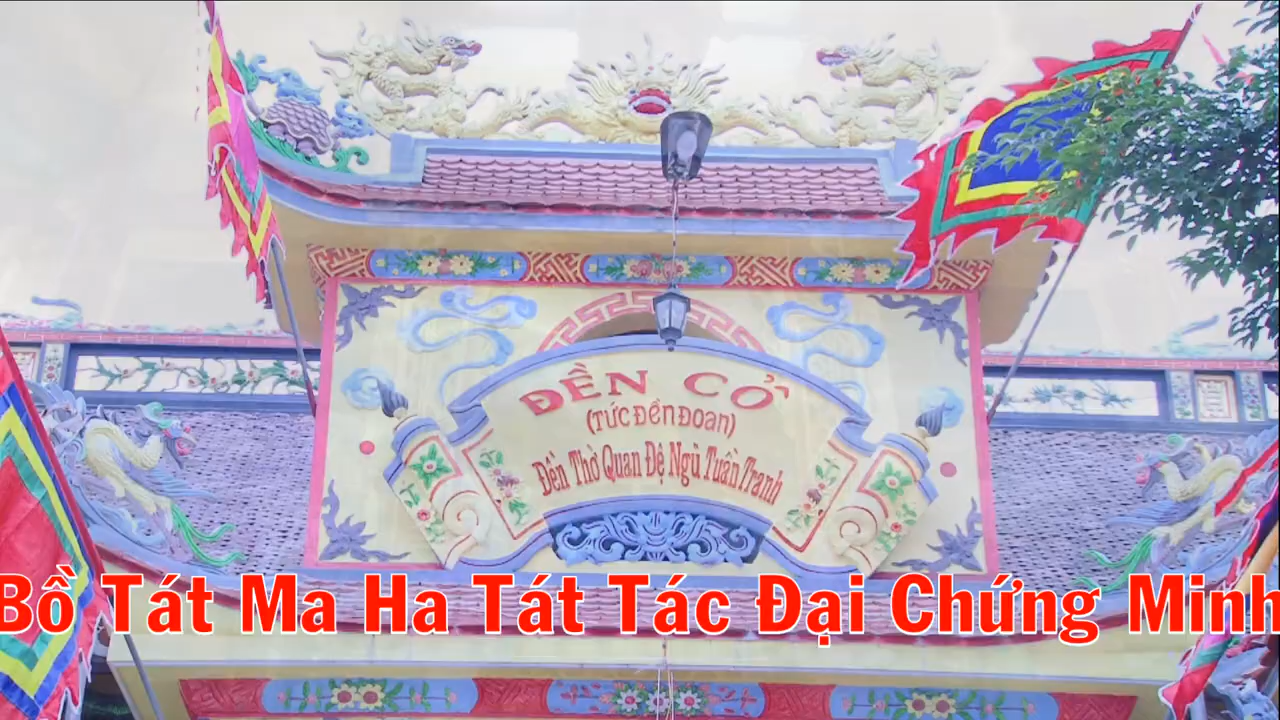 ĐỀN CỎ
(TỨC ĐỀN ĐOAN)
Đền Thờ Quan Đệ Ngũ Tuần Tranh
Bồ Tát Ma Ha Tát Tác Đại Chứng Minh